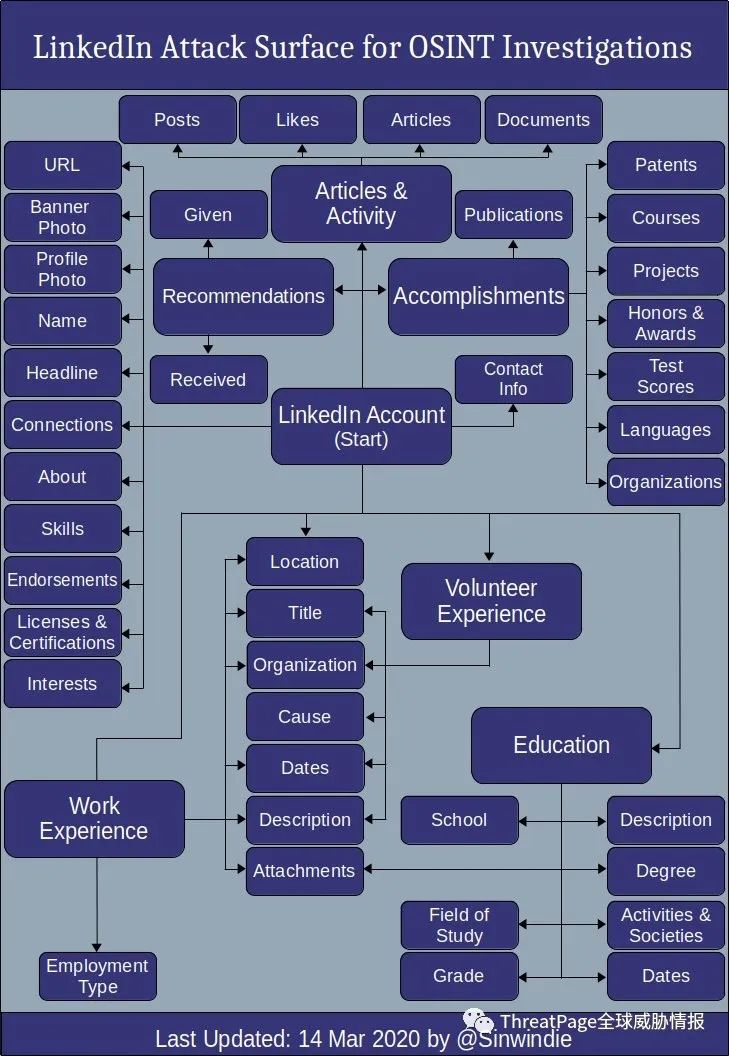 LinkedIn Attack Surface for OSINT Investigations
Posts
Likes
Articles
Documents
URL
Banner
Photo
Profile
Photo
Name
Headline
Connections
About
Skills
Endorsements
Licenses &
Certifications
Interests
Articles &
Activity
Given
Recommendations
Received
Publications
Accomplishments
Patents
Courses
Projects
Honors &
Awards
Test
Scores
Languages
Organizations
LinkedIn Account
(Start)
Contact
Info
Location
Title
Organization
Cause
Dates
Description
Attachments
Volunteer
Experience
Work
Experience
Employment
Type
Education
School
Description
Degree
Field of
Study
Activities &
Societies
Grade
Dates
ThreatPage全球威胁情报
Last Updated: 14 Mar 2020 by @Sinwindie